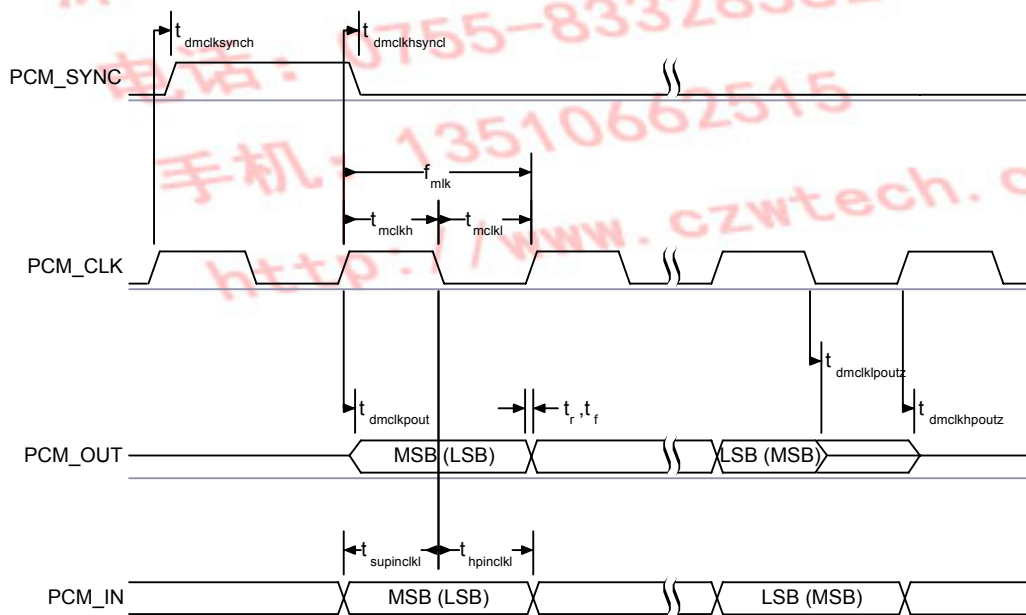 电话: 0755-83328
t dmclksynch
t dmclkhsyncl
PCM_SYNC
手机: 13510662515
f mlk
t mclkh
t mclkl
http://www.czwtech.c
PCM_CLK
t dmclklpoutz
t dmclkpout
t r ,t f
t dmclkhpoutz
PCM_OUT
MSB (LSB)
LSB (MSB)
t supinclkl
t hpinclkl
PCM_IN
MSB (LSB)
LSB (MSB)